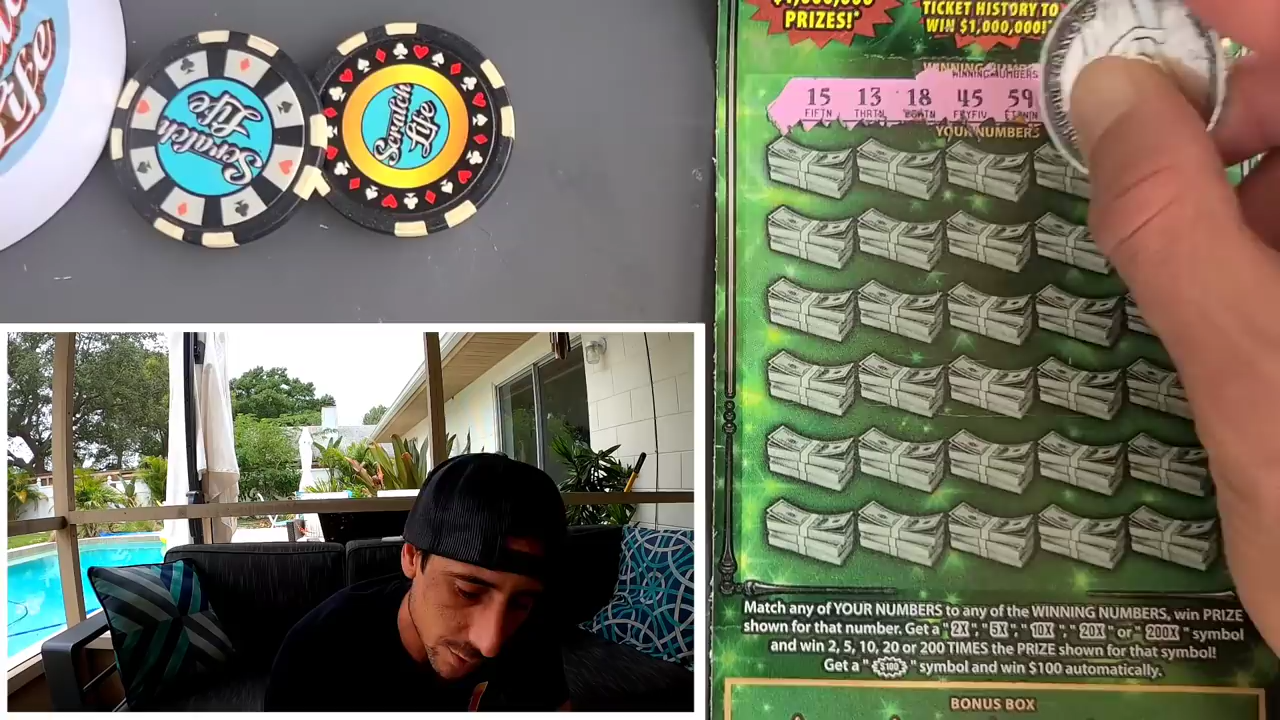 Life
Scratch
Life
Scratch
Life
PRIZES!*
TICKET HISTORY TO
WIN $1,000,000!*
WINNING NUMBERS
15 13 18 45 59
FIFTN THRTN
YOUR NUMBERS
Match any of YOUR NUMBERS to any of the WINNING NUMBERS, win PRIZE
shown for that number. Get a "2X", "5X", "10X", "20X" or "200X" symbol
and win 2, 5, 10, 20 or 200 TIMES the PRIZE shown for that symbol!
Get a "$100" symbol and win $100 automatically.
BONUS BOX